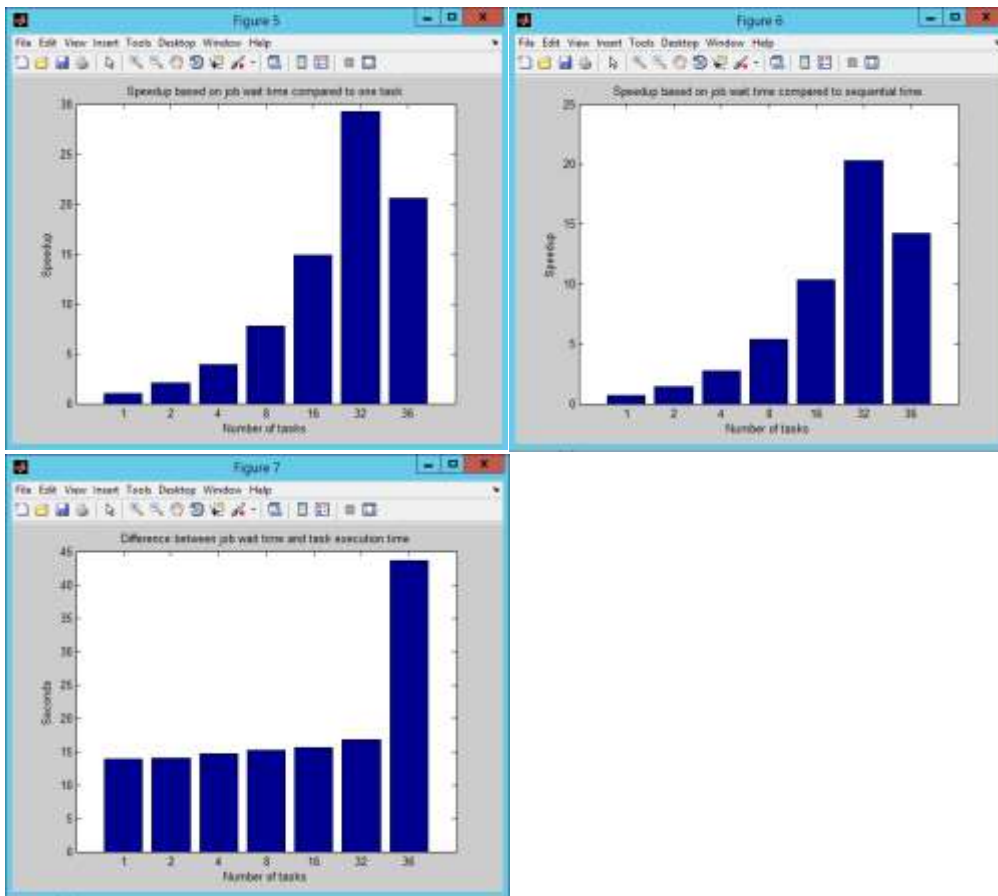 Figure 5
File Edit View Insert Tools Desktop Window Help
Speedup based on job wait time compared to one task
30
25
20
15
10
5
0
Speedup
1 2 4 8 16 32 36
Number of tasks
Figure 6
File Edit View Insert Tools Desktop Window Help
Speedup based on job wait time compared to sequential time
25
20
15
10
5
0
Speedup
1 2 4 8 16 32 36
Number of tasks
Figure 7
File Edit View Insert Tools Desktop Window Help
Difference between job wait time and task execution time
45
40
35
30
25
20
15
10
5
0
Seconds
1 2 4 8 16 32 36
Number of tasks